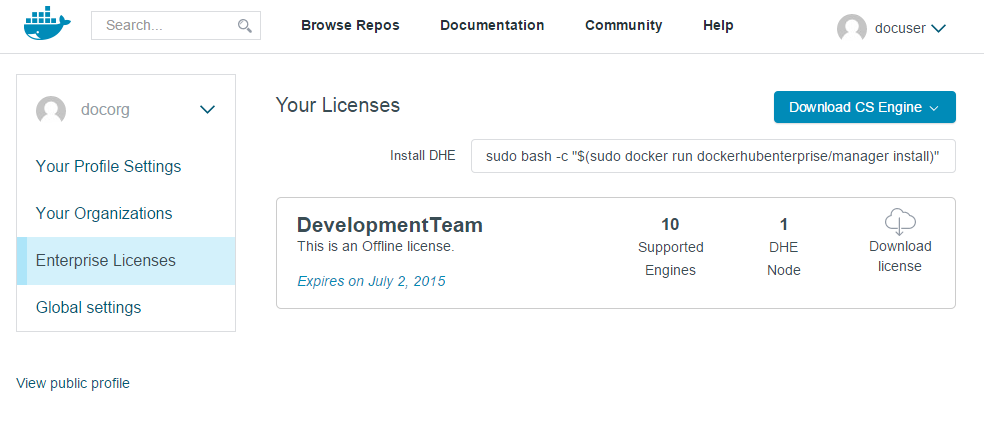 Search...
Browse Repos
Documentation
Community
Help
docuser
docorg
Your Profile Settings
Your Organizations
Enterprise Licenses
Global settings
View public profile
Your Licenses
Download CS Engine
Install DHE
sudo bash -c "$(sudo docker run dockerhubenterprise/manager install)"
DevelopmentTeam
This is an Offline license.
Expires on July 2, 2015
10
Supported
Engines
1
DHE
Node
Download
license